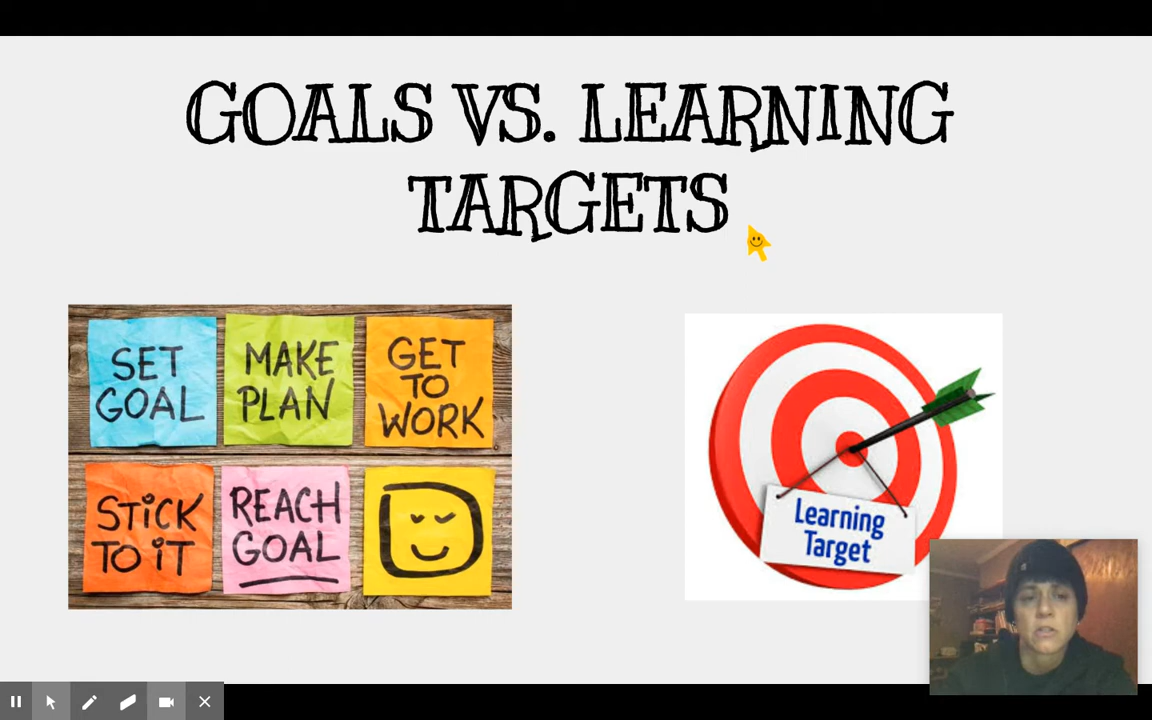 GOALS VS. LEARNING
TARGETS
SET
GOAL
MAKE
PLAN
GET
TO
WORK
STiCK
TO iT
REACH
GOAL
Learning
Target